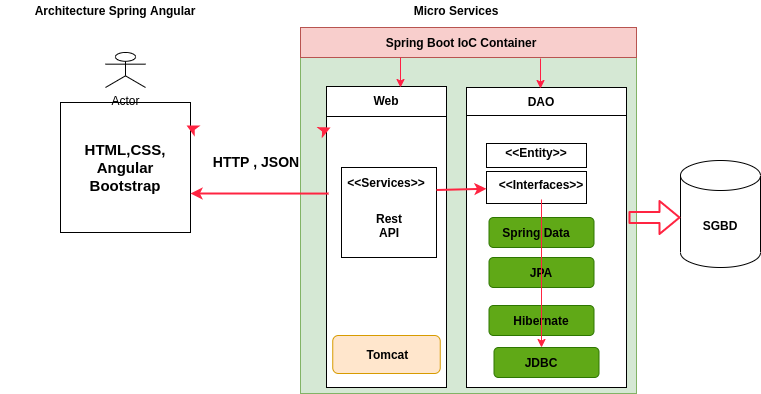 Architecture Spring Angular
Micro Services
Spring Boot IoC Container
Actor
HTML,CSS,
Angular
Bootstrap
HTTP , JSON
Web
<<Services>>
Rest
API
Tomcat
DAO
<<Entity>>
<<Interfaces>>
Spring Data
JPA
Hibernate
JDBC
SGBD